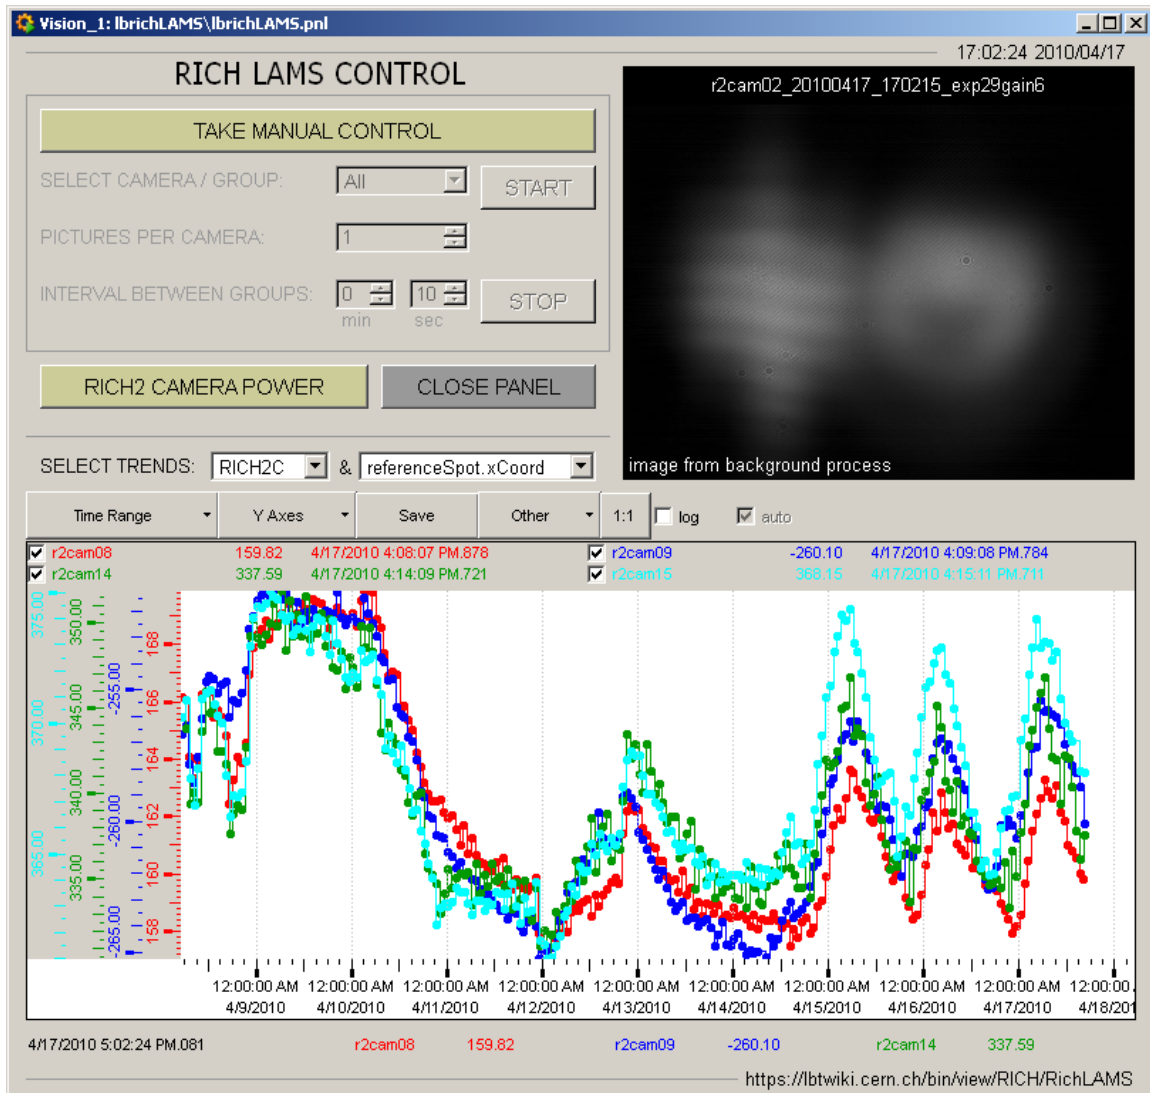 Vision_1: lbrichLAMS\lbrichLAMS.pnl
17:02:24 2010/04/17
RICH LAMS CONTROL
r2cam02_20100417_170215_exp29gain6
TAKE MANUAL CONTROL
SELECT CAMERA / GROUP: All START
PICTURES PER CAMERA: 1
INTERVAL BETWEEN GROUPS: 0 10 STOP
min sec
RICH2 CAMERA POWER CLOSE PANEL
SELECT TRENDS: RICH2C & referenceSpot.xCoord
image from background process
Time Range Y Axes Save Other 1:1 log auto
r2cam08 159.82 4/17/2010 4:08:07 PM.878 r2cam09 -260.10 4/17/2010 4:09:08 PM.784
r2cam14 337.59 4/17/2010 4:14:09 PM.721 r2cam15 368.15 4/17/2010 4:15:11 PM.711
375.00
370.00
365.00
350.00
345.00
340.00
335.00
-255.00
-260.00
-265.00
168
166
164
162
160
158
12:00:00 AM 12:00:00 AM 12:00:00 AM 12:00:00 AM 12:00:00 AM 12:00:00 AM 12:00:00 AM 12:00:00 AM 12:00:00 AM 12:00:00
4/9/2010 4/10/2010 4/11/2010 4/12/2010 4/13/2010 4/14/2010 4/15/2010 4/16/2010 4/17/2010 4/18/201
4/17/2010 5:02:24 PM.081 r2cam08 159.82 r2cam09 -260.10 r2cam14 337.59
https://lbtwiki.cern.ch/bin/view/RICH/RichLAMS